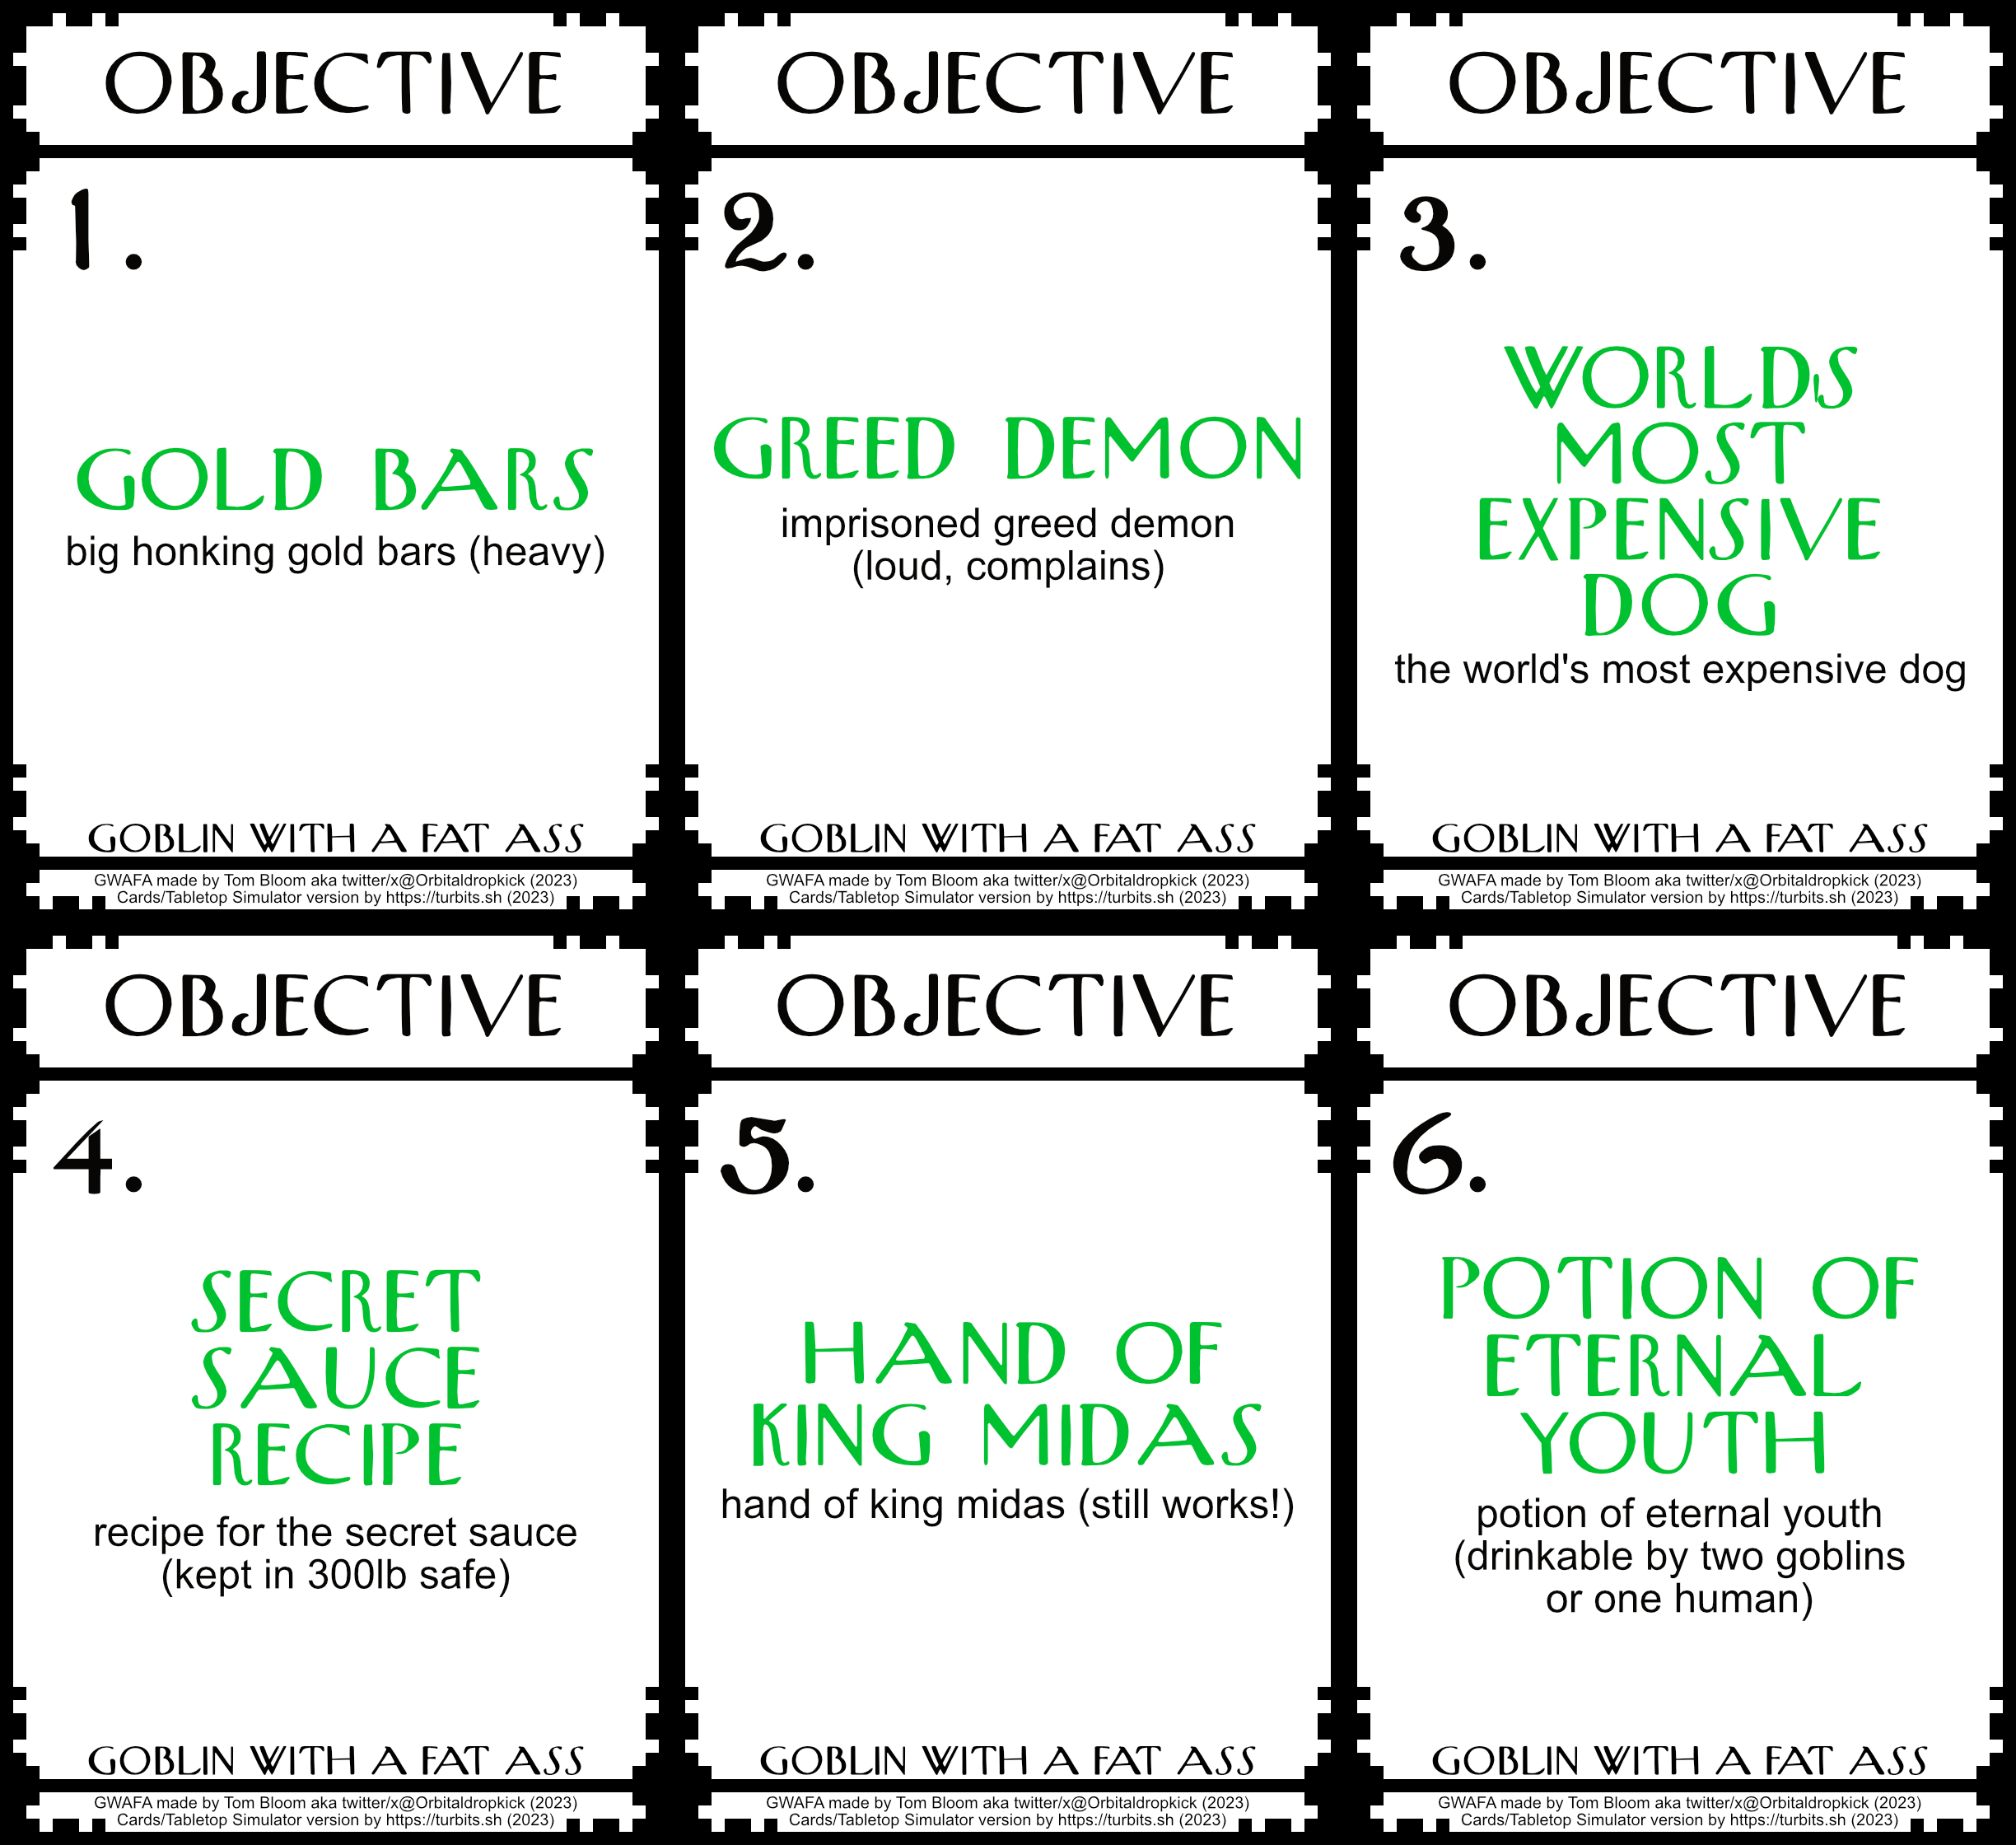 OBJECTIVE
1.
GOLD BARS
big honking gold bars (heavy)
GOBLIN WITH A FAT ASS
GWAFA made by Tom Bloom aka twitter/x@Orbitaldropkick (2023)
Cards/Tabletop Simulator version by https://turbits.sh (2023)
OBJECTIVE
2.
GREED DEMON
imprisoned greed demon
(loud, complains)
GOBLIN WITH A FAT ASS
GWAFA made by Tom Bloom aka twitter/x@Orbitaldropkick (2023)
Cards/Tabletop Simulator version by https://turbits.sh (2023)
OBJECTIVE
3.
WORLD'S
MOST
EXPENSIVE
DOG
the world's most expensive dog
GOBLIN WITH A FAT ASS
GWAFA made by Tom Bloom aka twitter/x@Orbitaldropkick (2023)
Cards/Tabletop Simulator version by https://turbits.sh (2023)
OBJECTIVE
4.
SECRET
SAUCE
RECIPE
recipe for the secret sauce
(kept in 300lb safe)
GOBLIN WITH A FAT ASS
GWAFA made by Tom Bloom aka twitter/x@Orbitaldropkick (2023)
Cards/Tabletop Simulator version by https://turbits.sh (2023)
OBJECTIVE
5.
HAND OF
KING MIDAS
hand of king midas (still works!)
GOBLIN WITH A FAT ASS
GWAFA made by Tom Bloom aka twitter/x@Orbitaldropkick (2023)
Cards/Tabletop Simulator version by https://turbits.sh (2023)
OBJECTIVE
6.
POTION OF
ETERNAL
YOUTH
potion of eternal youth
(drinkable by two goblins
or one human)
GOBLIN WITH A FAT ASS
GWAFA made by Tom Bloom aka twitter/x@Orbitaldropkick (2023)
Cards/Tabletop Simulator version by https://turbits.sh (2023)